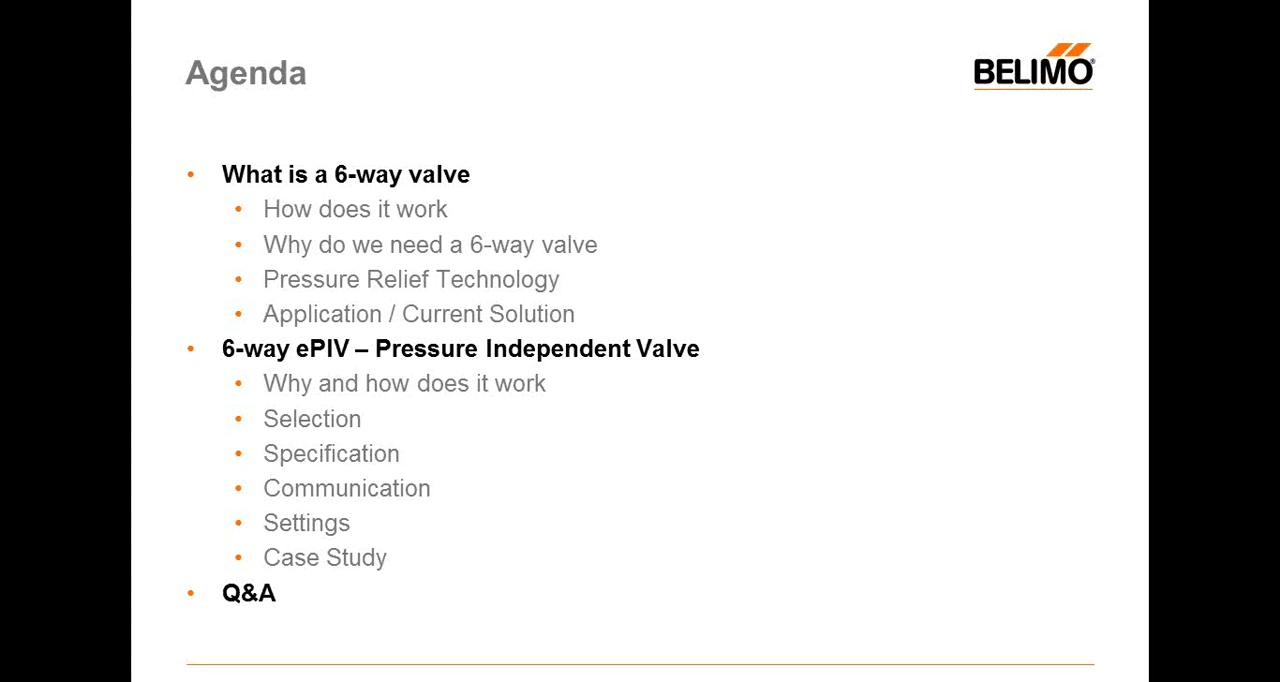 Agenda
BELIMO®
• What is a 6-way valve
• How does it work
• Why do we need a 6-way valve
• Pressure Relief Technology
• Application / Current Solution
• 6-way ePIV – Pressure Independent Valve
• Why and how does it work
• Selection
• Specification
• Communication
• Settings
• Case Study
• Q&A